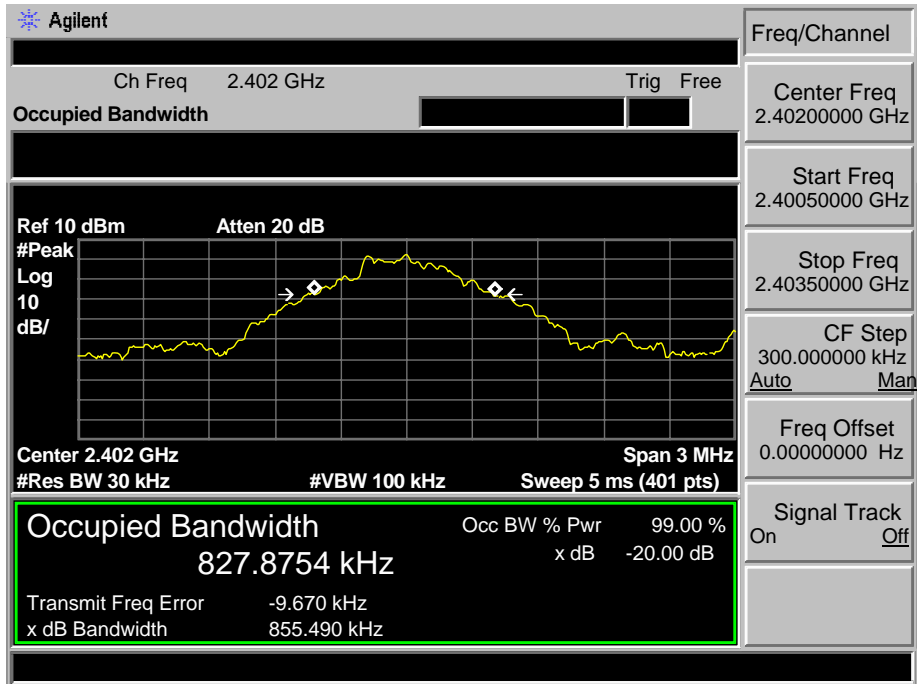 Agilent
Freq/Channel
Ch Freq 2.402 GHz Trig Free
Occupied Bandwidth
Center Freq
2.40200000 GHz
Start Freq
2.40050000 GHz
Stop Freq
2.40350000 GHz
CF Step
300.000000 kHz
Auto Man
Freq Offset
0.00000000 Hz
Signal Track
On Off
Ref 10 dBm Atten 20 dB
#Peak
Log
10
dB/
Center 2.402 GHz Span 3 MHz
#Res BW 30 kHz #VBW 100 kHz Sweep 5 ms (401 pts)
Occupied Bandwidth Occ BW % Pwr 99.00 %
827.8754 kHz x dB -20.00 dB
Transmit Freq Error -9.670 kHz
x dB Bandwidth 855.490 kHz